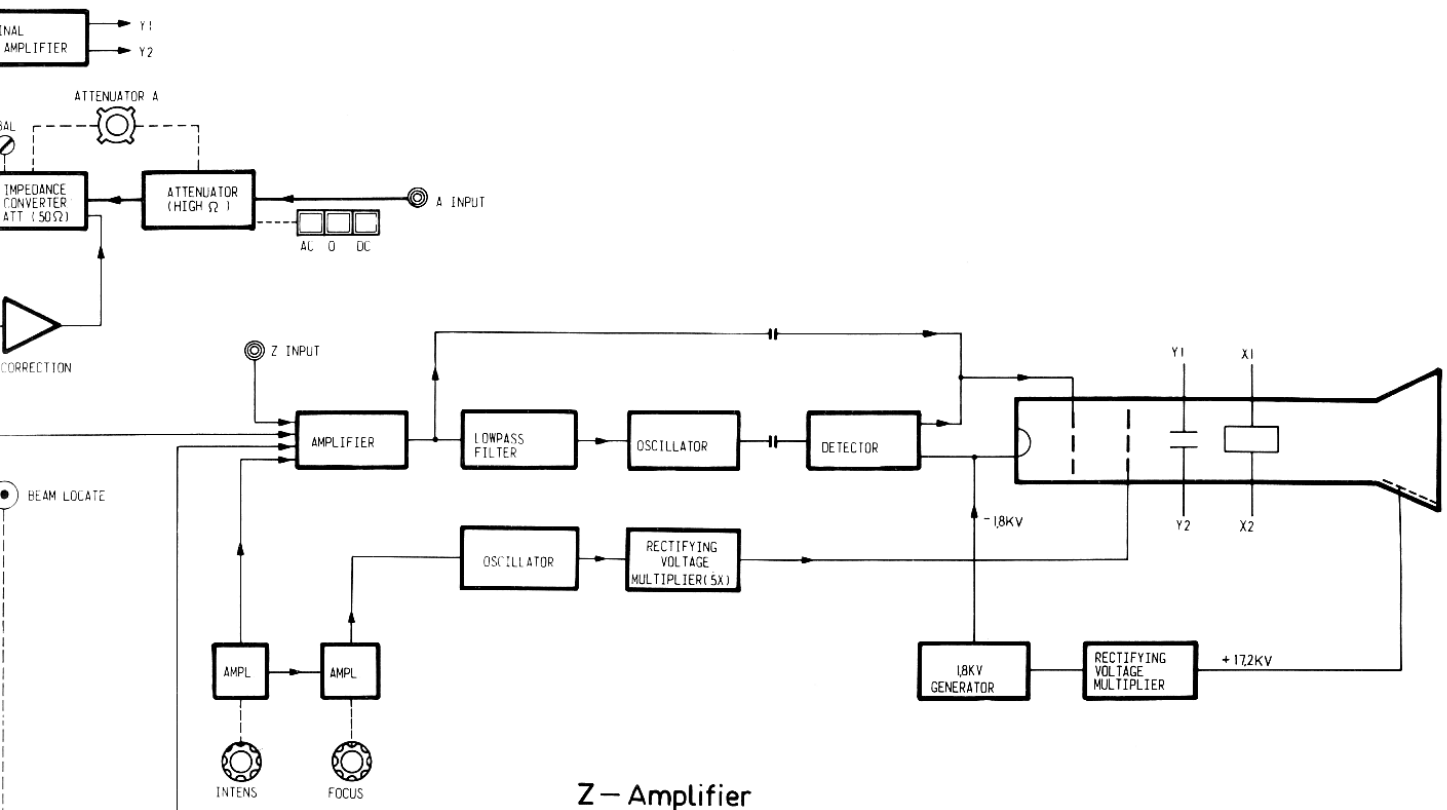 Y1
AMPLIFIER
Y2
ATTENUATOR A
IMPEDANCE
CONVERTER
ATT (50Ω)
ATTENUATOR
(HIGH Ω )
A INPUT
AC 0 DC
CORRECTION
Z INPUT
AMPLIFIER
LOWPASS
FILTER
OSCILLATOR
DETECTOR
Y1
X1
Y2
X2
BEAM LOCATE
-1,8KV
OSCILLATOR
RECTIFYING
VOLTAGE
MULTIPLIER(5X)
AMPL
AMPL
1,8KV
GENERATOR
RECTIFYING
VOLTAGE
MULTIPLIER
+17,2KV
INTENS
FOCUS
Z-Amplifier